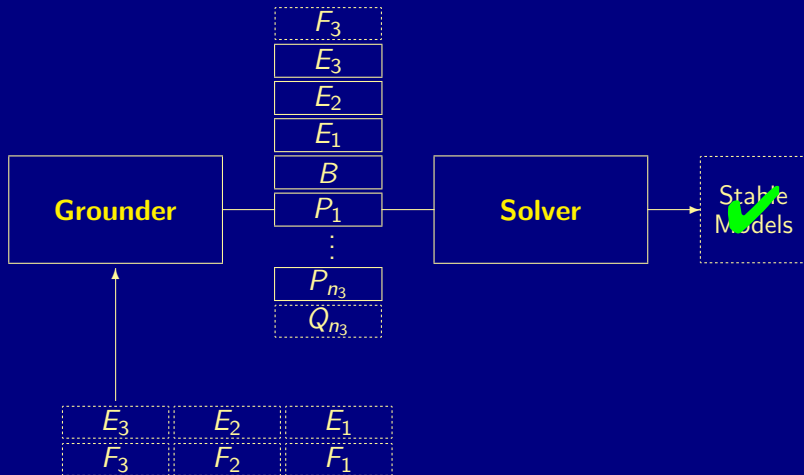 F₃
E₃
E₂
E₁
B
Grounder
P₁
Solver
Stable
Models
⋮
Pₙ₃
Qₙ₃
E₃ E₂ E₁
F₃ F₂ F₁